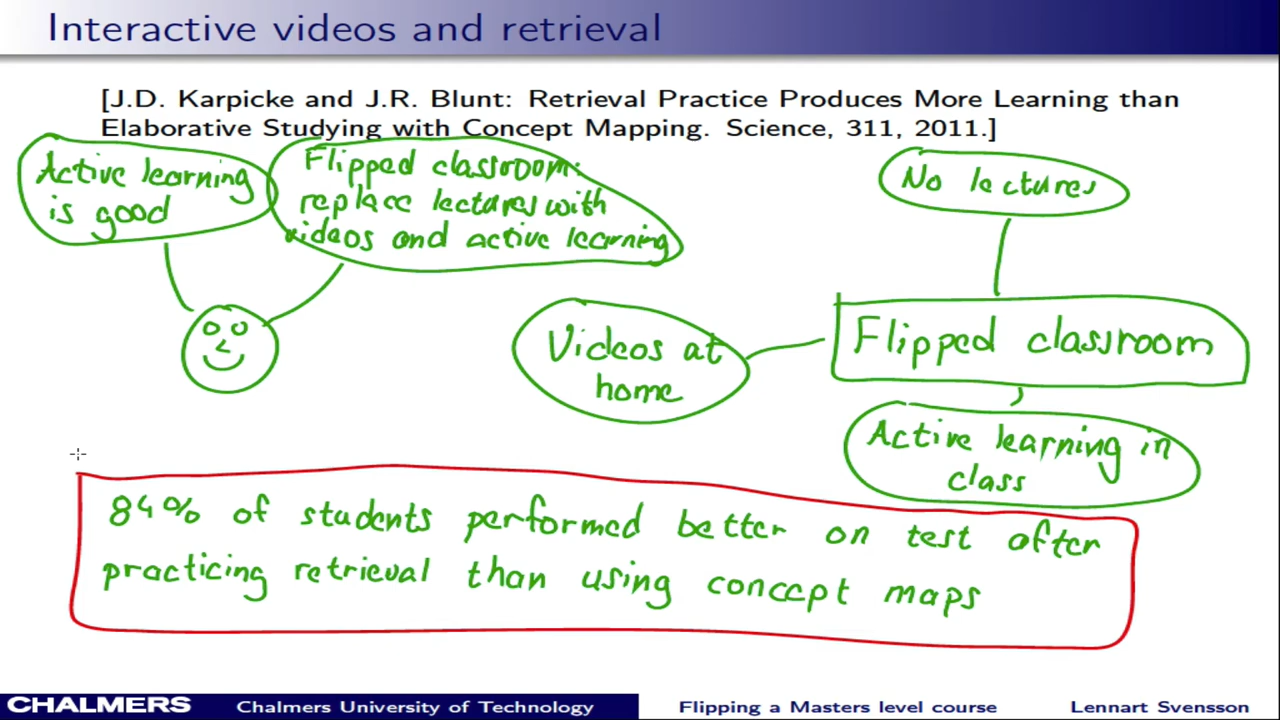 Interactive videos and retrieval
[J.D. Karpicke and J.R. Blunt: Retrieval Practice Produces More Learning than
Elaborative Studying with Concept Mapping. Science, 311, 2011.]
Active learning
is good
Flipped classroom:
replace lectures with
videos and active learning
No lectures
Videos at
home
Flipped classroom
Active learning in
class
84% of students performed better on test after
practicing retrieval than using concept maps
CHALMERS
Chalmers University of Technology
Flipping a Masters level course
Lennart Svensson